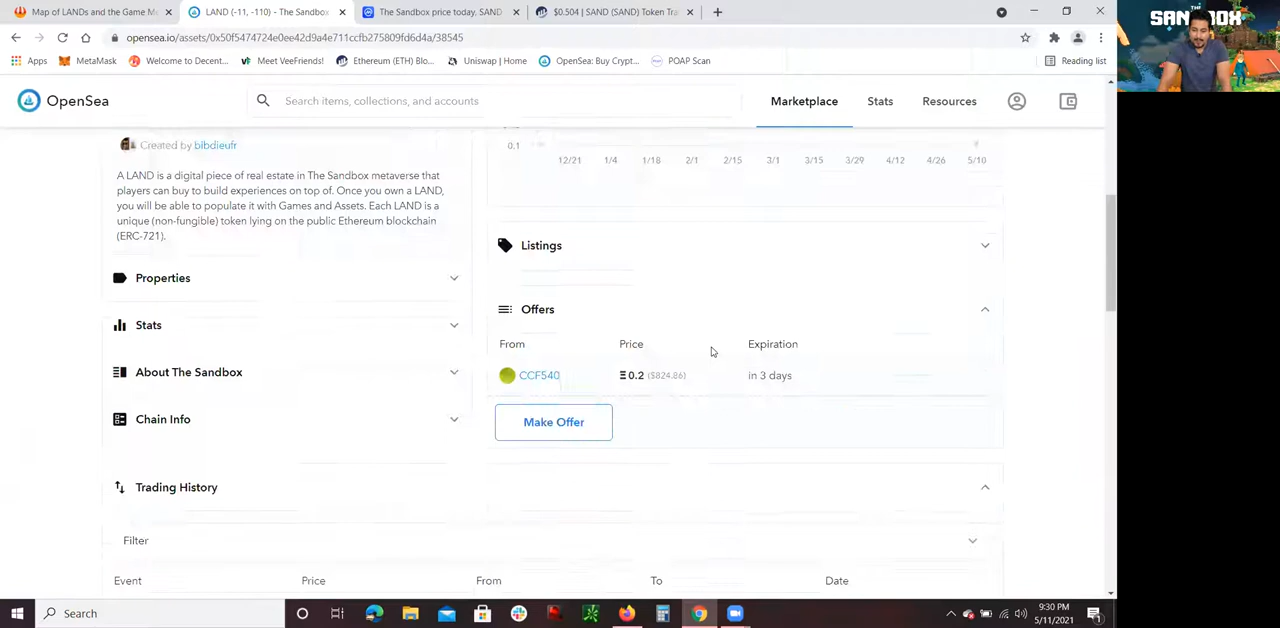 Map of LANDs and the Game M
LAND (-11, -110) - The Sandbox
The Sandbox price today, SAND
$0.504 | SAND (SAND) Token Tra
opensea.io/assets/0x50f5474724e0ee42d9a4e711ccfb275809fd6d4a/38545
Apps
MetaMask
Welcome to Decent...
Meet VeeFriends!
Ethereum (ETH) Blo...
Uniswap | Home
OpenSea: Buy Crypt...
POAP Scan
Reading list
OpenSea
Search items, collections, and accounts
Marketplace
Stats
Resources
Created by bibdieufr
A LAND is a digital piece of real estate in The Sandbox metaverse that
players can buy to build experiences on top of. Once you own a LAND,
you will be able to populate it with Games and Assets. Each LAND is a
unique (non-fungible) token lying on the public Ethereum blockchain
(ERC-721).
Properties
Stats
About The Sandbox
Chain Info
0.1
12/21 1/4 1/18 2/1 2/15 3/1 3/15 3/29 4/12 4/26 5/10
Listings
Offers
From Price Expiration
CCF540 Ξ 0.2 ($824.86) in 3 days
Make Offer
Trading History
Filter
Event Price From To Date
Search
9:30 PM
5/11/2021
THE